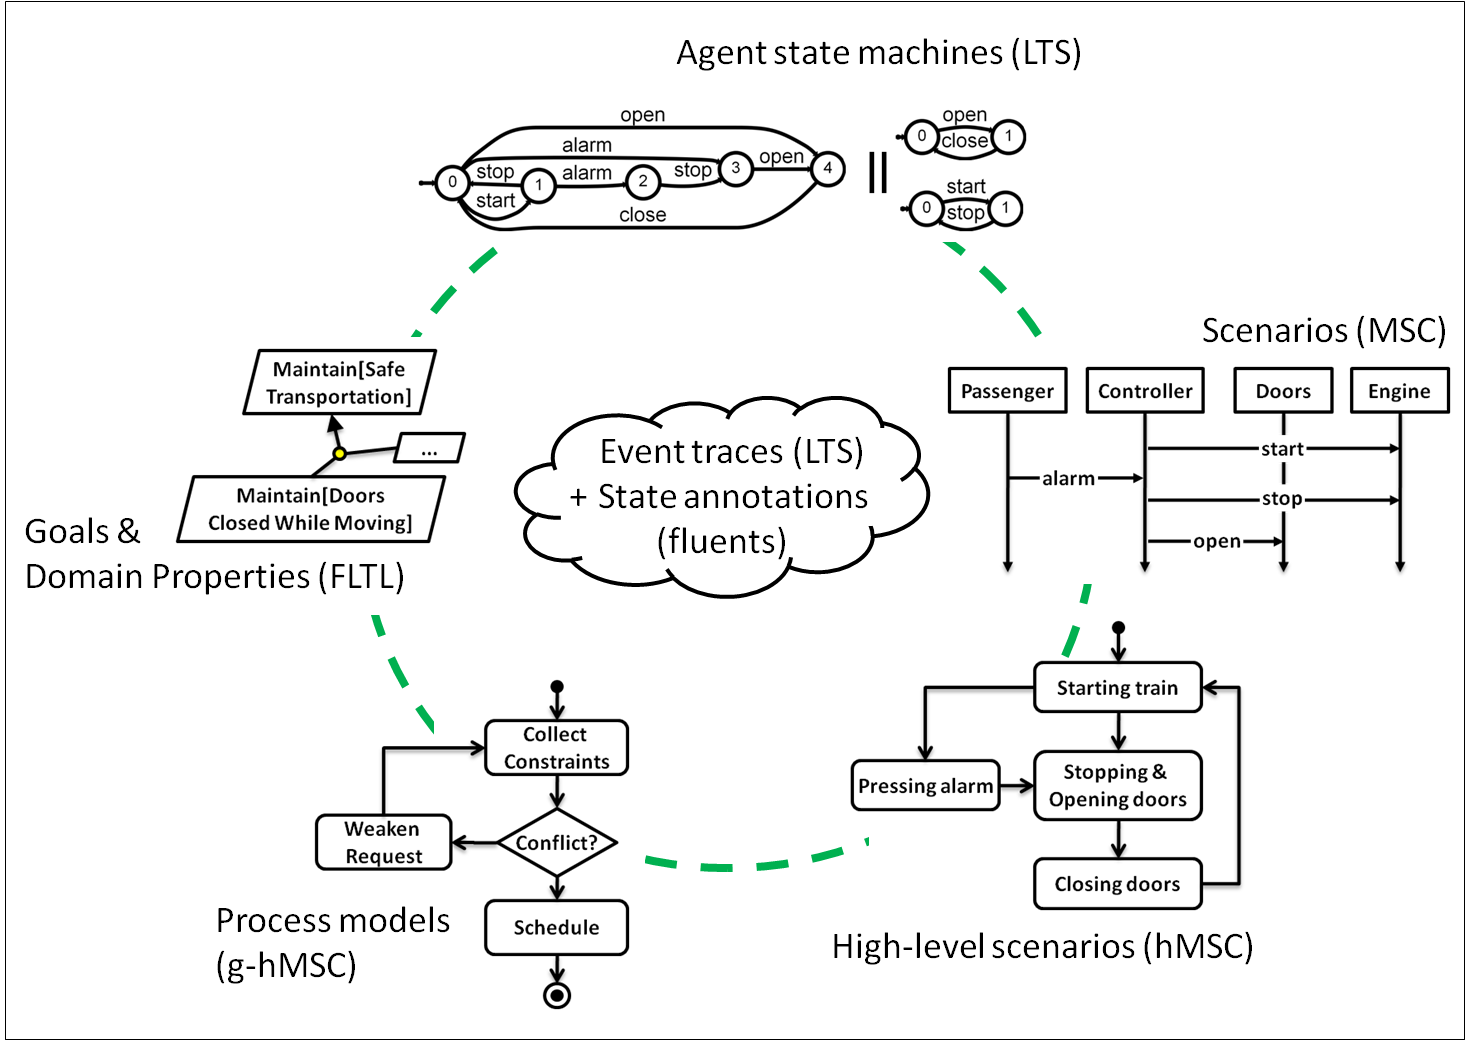 Agent state machines (LTS)
open
alarm
stop
alarm
stop
open
start
close
0
1
2
3
4
||
open
close
0
1
start
stop
0
1
Scenarios (MSC)
Passenger
Controller
Doors
Engine
start
alarm
stop
open
Maintain[Safe
Transportation]
...
Maintain[Doors
Closed While Moving]
Goals &
Domain Properties (FLTL)
Event traces (LTS)
+ State annotations
(fluents)
Collect
Constraints
Weaken
Request
Conflict?
Schedule
Process models
(g-hMSC)
Starting train
Pressing alarm
Stopping &
Opening doors
Closing doors
High-level scenarios (hMSC)